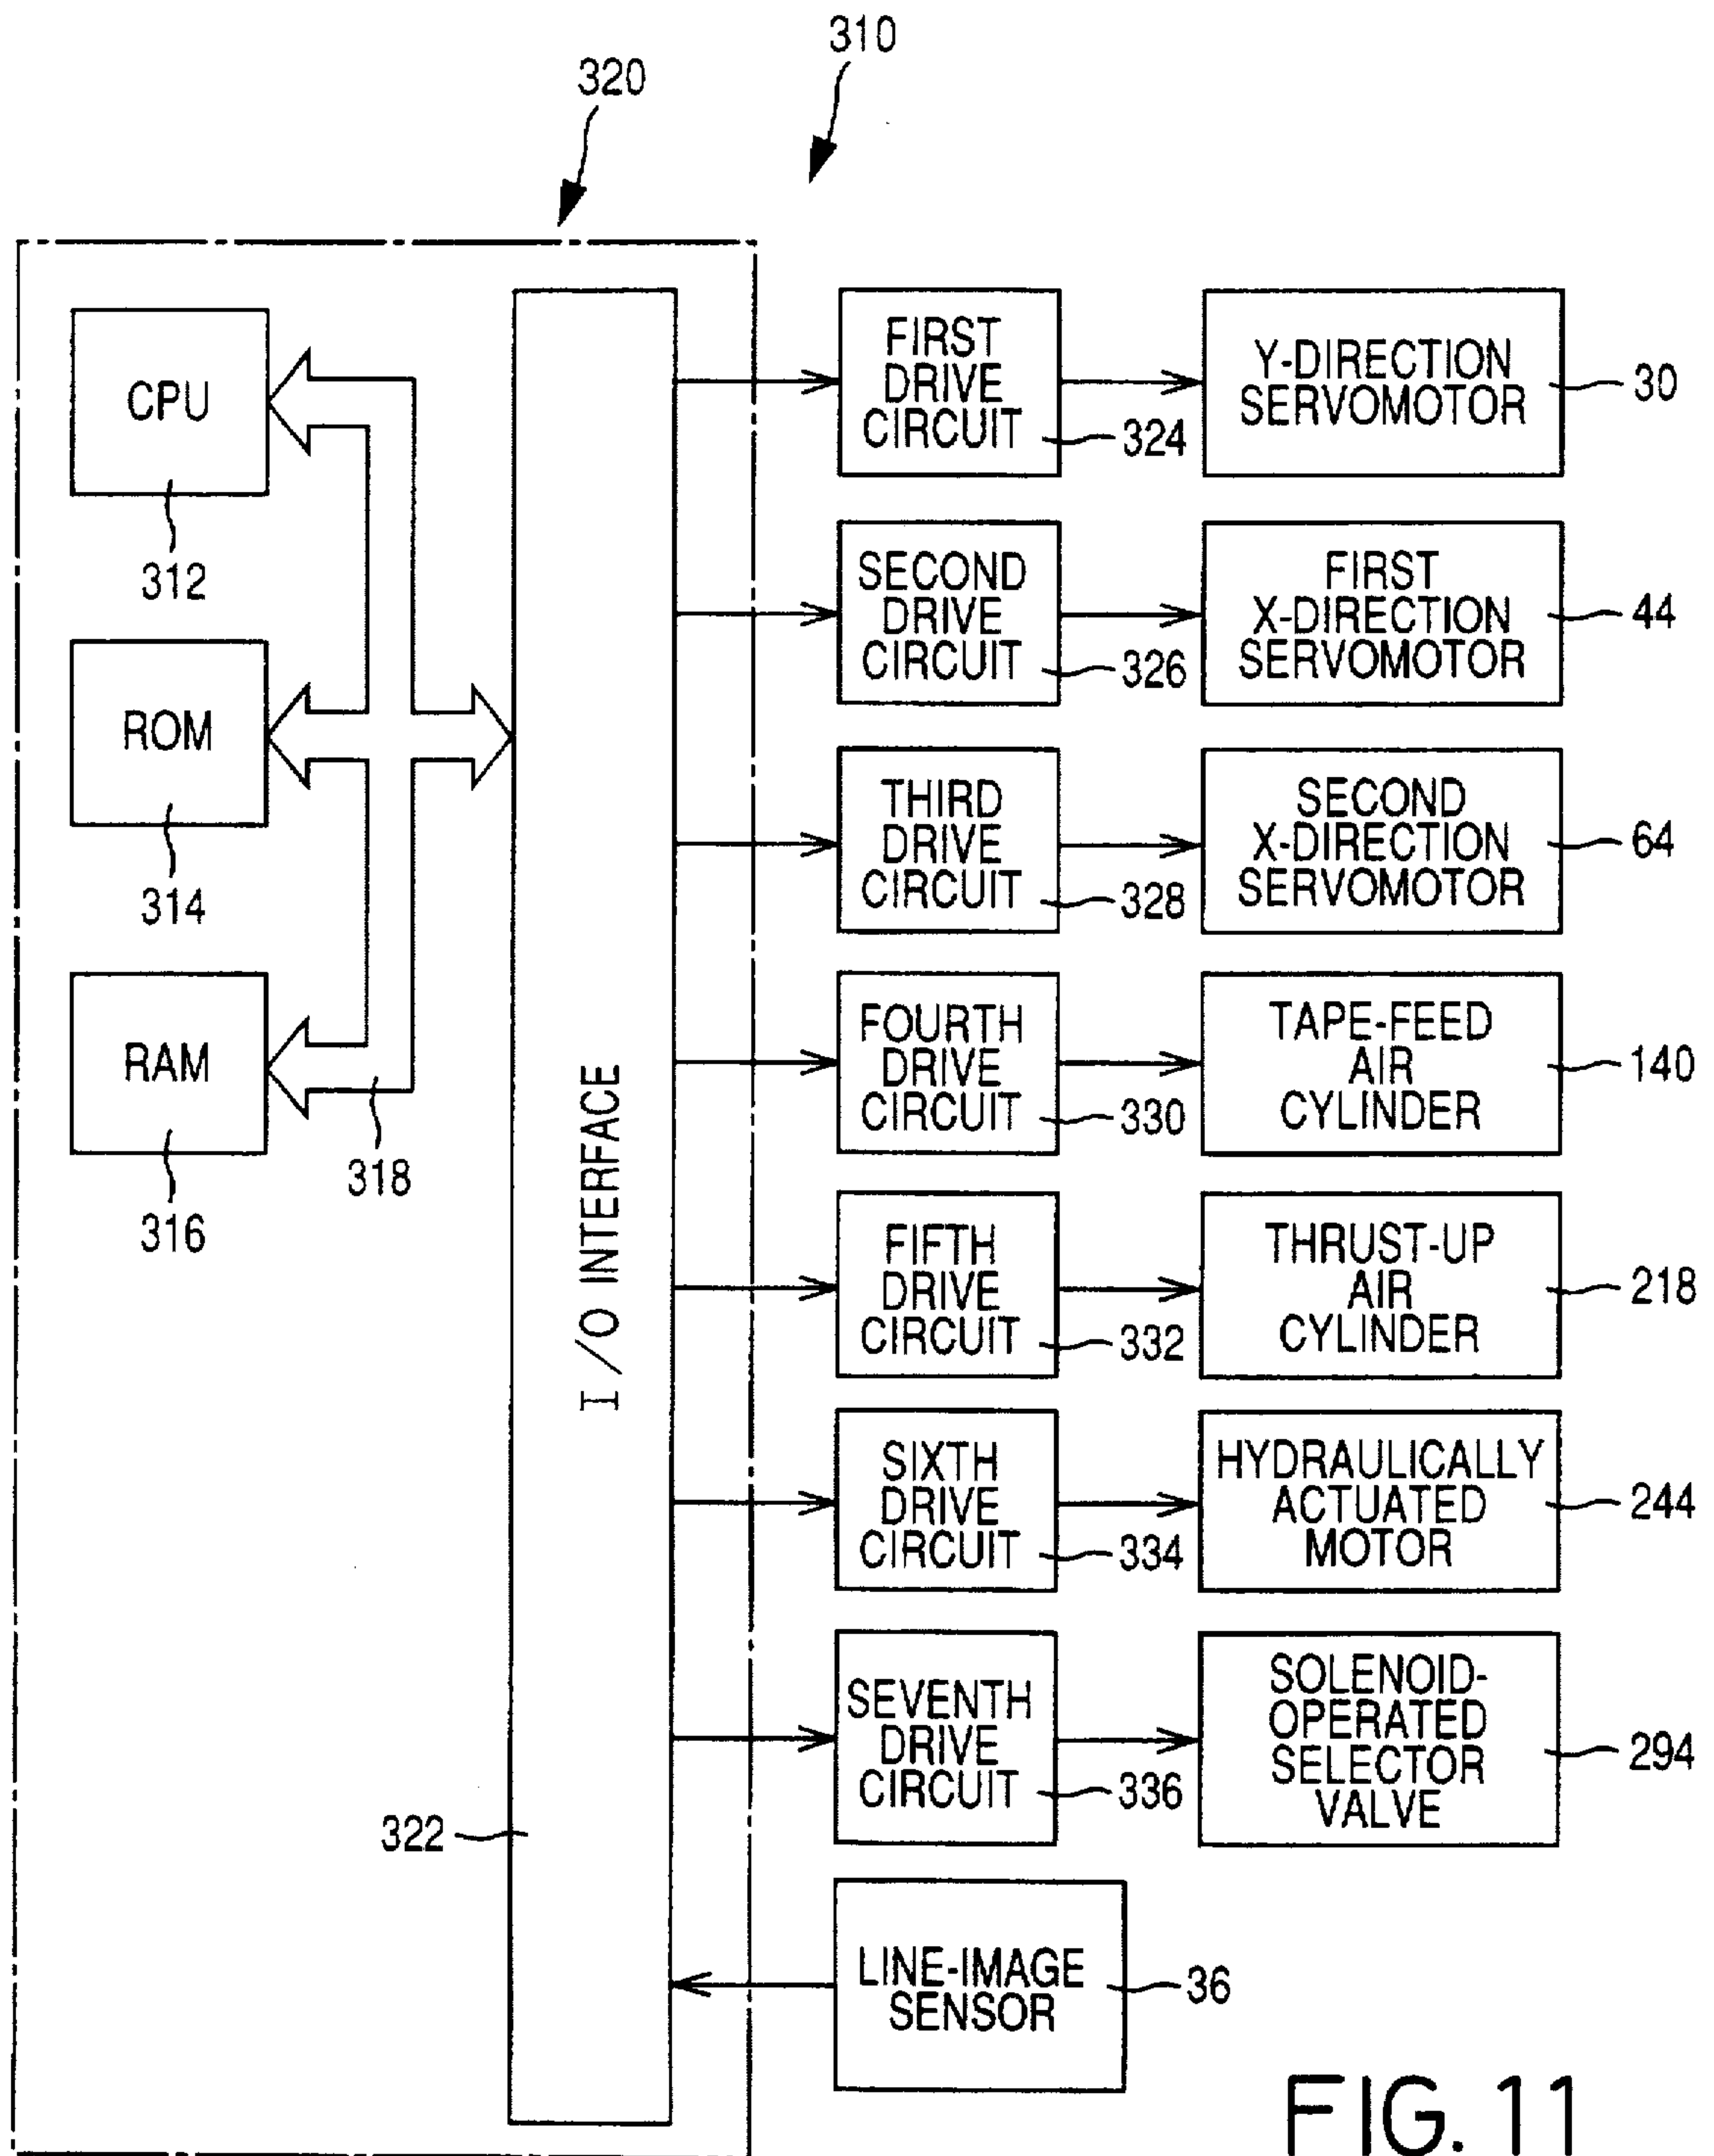 310
320
CPU
312
ROM
314
RAM
316
318
I/O INTERFACE
322
FIRST
DRIVE
CIRCUIT
324
Y-DIRECTION
SERVOMOTOR
30
SECOND
DRIVE
CIRCUIT
326
FIRST
X-DIRECTION
SERVOMOTOR
44
THIRD
DRIVE
CIRCUIT
328
SECOND
X-DIRECTION
SERVOMOTOR
64
FOURTH
DRIVE
CIRCUIT
330
TAPE-FEED
AIR
CYLINDER
140
FIFTH
DRIVE
CIRCUIT
332
THRUST-UP
AIR
CYLINDER
218
SIXTH
DRIVE
CIRCUIT
334
HYDRAULICALLY
ACTUATED
MOTOR
244
SEVENTH
DRIVE
CIRCUIT
336
SOLENOID-
OPERATED
SELECTOR
VALVE
294
LINE-IMAGE
SENSOR
36
FIG. 11